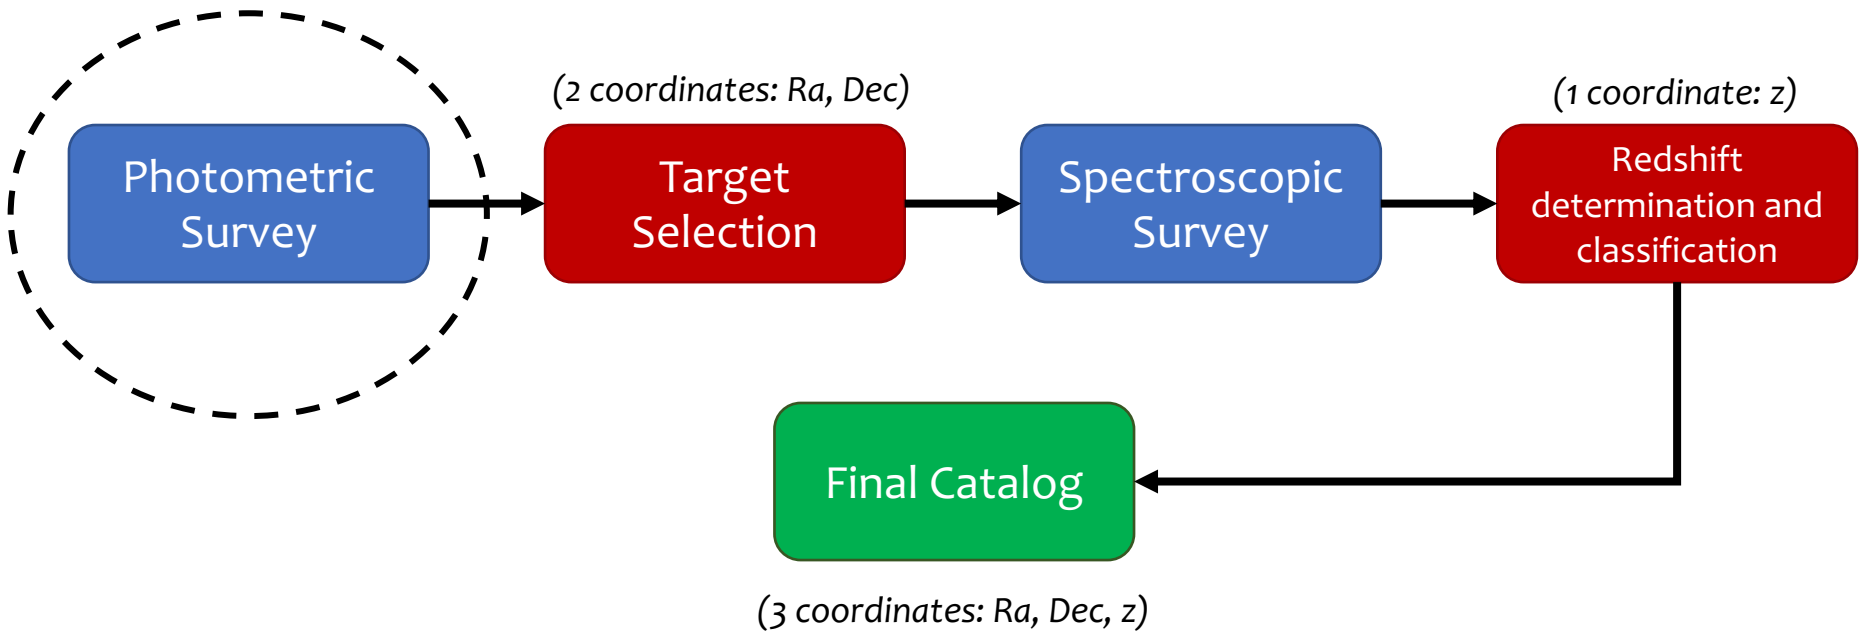 (2 coordinates: Ra, Dec)
(1 coordinate: z)
Photometric
Survey
Target
Selection
Spectroscopic
Survey
Redshift
determination and
classification
Final Catalog
(3 coordinates: Ra, Dec, z)